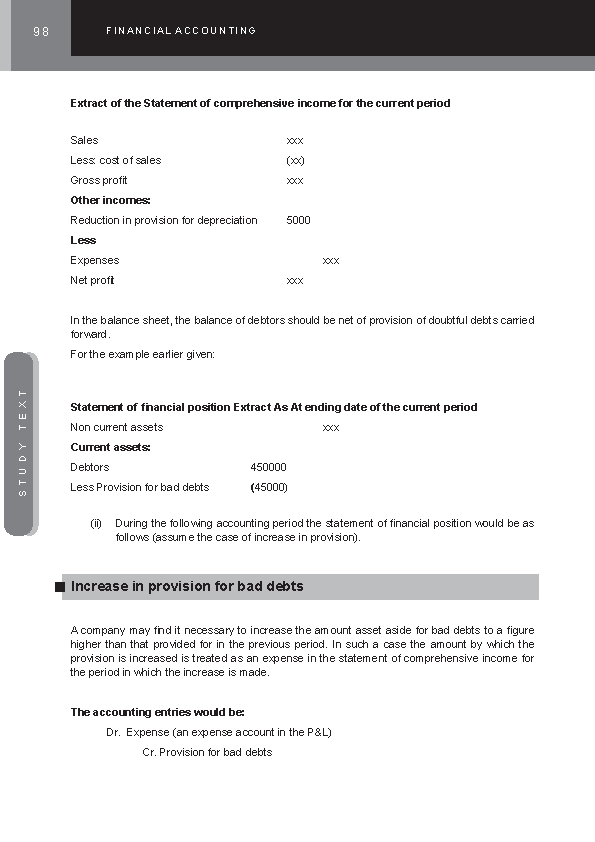 98
FINANCIAL ACCOUNTING
Extract of the Statement of comprehensive income for the current period
Sales xxx
Less: cost of sales (xx)
Gross profit xxx
Other incomes:
Reduction in provision for depreciation 5000
Less
Expenses xxx
Net profit xxx
In the balance sheet, the balance of debtors should be net of provision of doubtful debts carried
forward.
For the example earlier given:
STUDY TEXT
Statement of financial position Extract As At ending date of the current period
Non current assets xxx
Current assets:
Debtors 450000
Less Provision for bad debts (45000)
(ii) During the following accounting period the statement of financial position would be as
follows (assume the case of increase in provision).
Increase in provision for bad debts
A company may find it necessary to increase the amount asset aside for bad debts to a figure
higher than that provided for in the previous period. In such a case the amount by which the
provision is increased is treated as an expense in the statement of comprehensive income for
the period in which the increase is made.
The accounting entries would be:
Dr. Expense (an expense account in the P&L)
Cr. Provision for bad debts